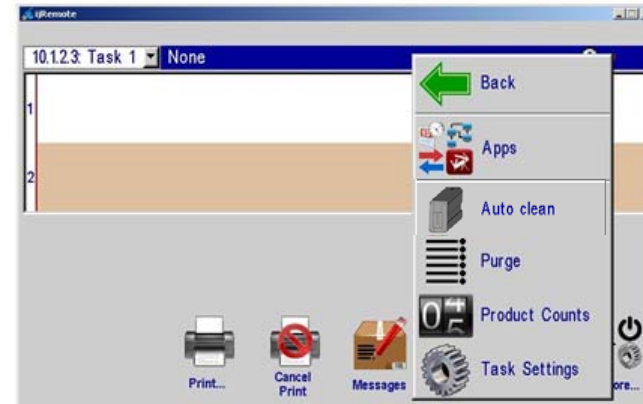 ijRemote
10.1.2.3: Task 1 None
1
2
Back
Apps
Auto clean
Purge
Product Counts
Task Settings
Print...
Cancel
Print
Messages
ore...